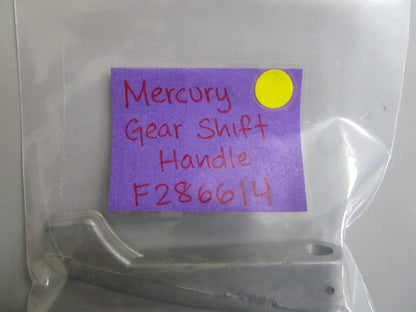 Mercury
Gear Shift
Handle
F286614